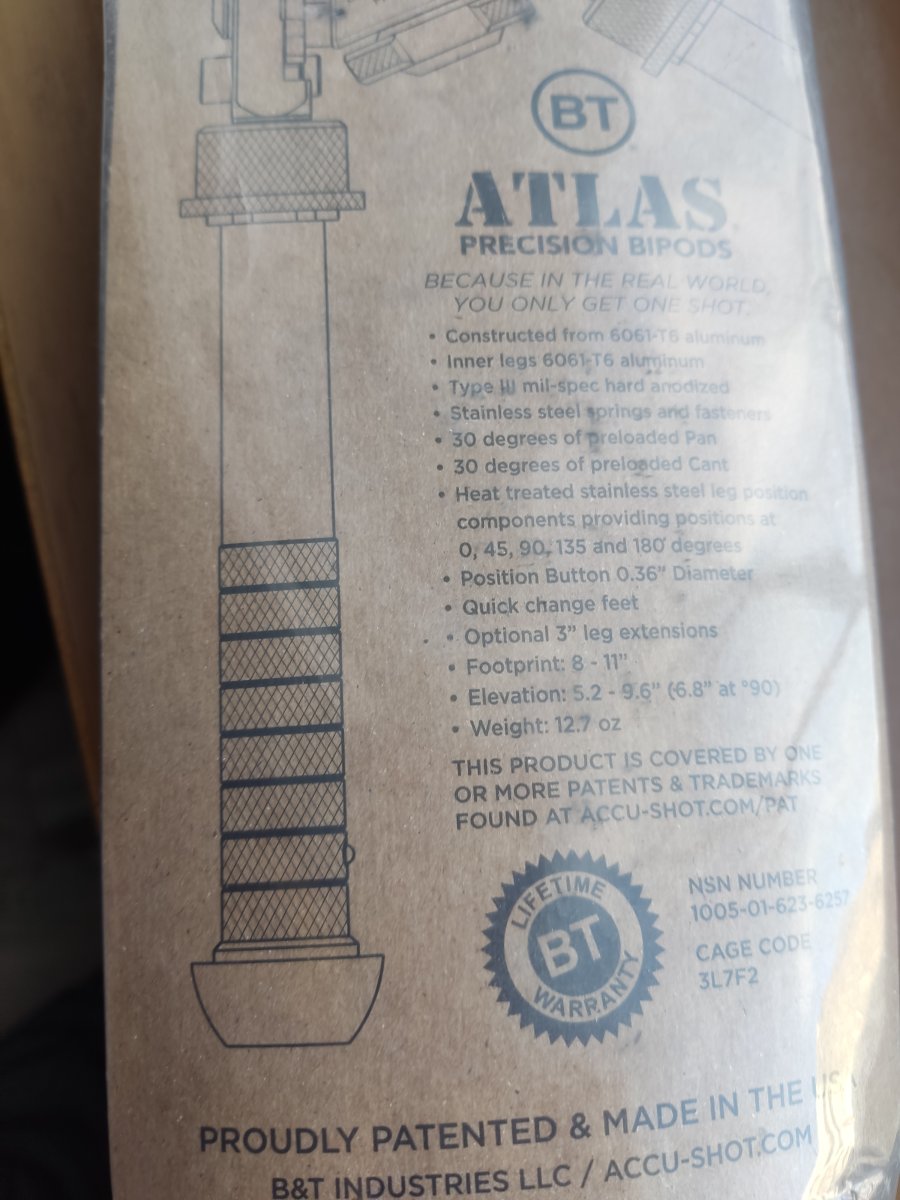 BT
ATLAS
PRECISION BIPODS
BECAUSE IN THE REAL WORLD,
YOU ONLY GET ONE SHOT.
• Constructed from 6061-T6 aluminum
• Inner legs 6061-T6 aluminum
• Type III mil-spec hard anodized
• Stainless steel springs and fasteners
• 30 degrees of preloaded Pan
• 30 degrees of preloaded Cant
• Heat treated stainless steel leg position
components providing positions at
0, 45, 90, 135 and 180 degrees
• Position Button 0.36" Diameter
• Quick change feet
• Optional 3" leg extensions
• Footprint: 8 - 11"
• Elevation: 5.2 - 9.6" (6.8" at °90)
• Weight: 12.7 oz
THIS PRODUCT IS COVERED BY ONE
OR MORE PATENTS & TRADEMARKS
FOUND AT ACCU-SHOT.COM/PAT
LIFETIME
BT
WARRANTY
NSN NUMBER
1005-01-623-6257
CAGE CODE
3L7F2
PROUDLY PATENTED & MADE IN THE USA
B&T INDUSTRIES LLC / ACCU-SHOT.COM